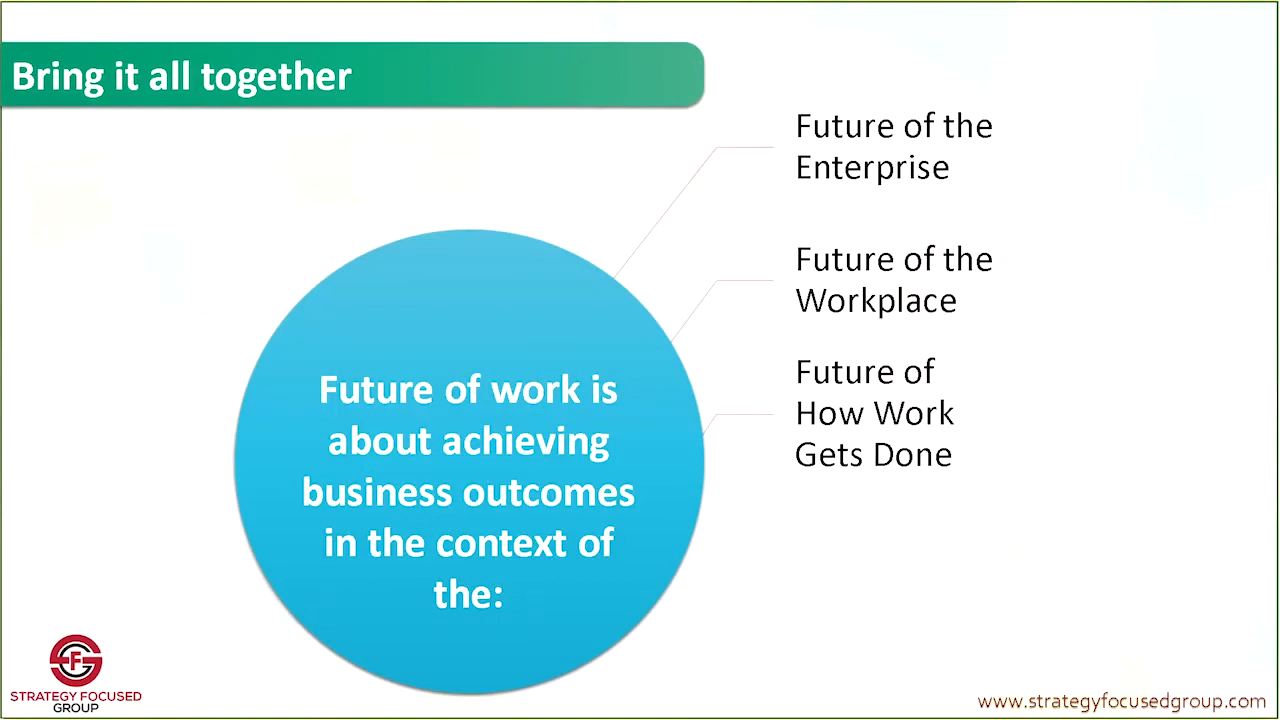 Bring it all together
Future of the
Enterprise
Future of the
Workplace
Future of
How Work
Gets Done
Future of work is
about achieving
business outcomes
in the context of
the:
SF
STRATEGY FOCUSED
GROUP
www.strategyfocusedgroup.com